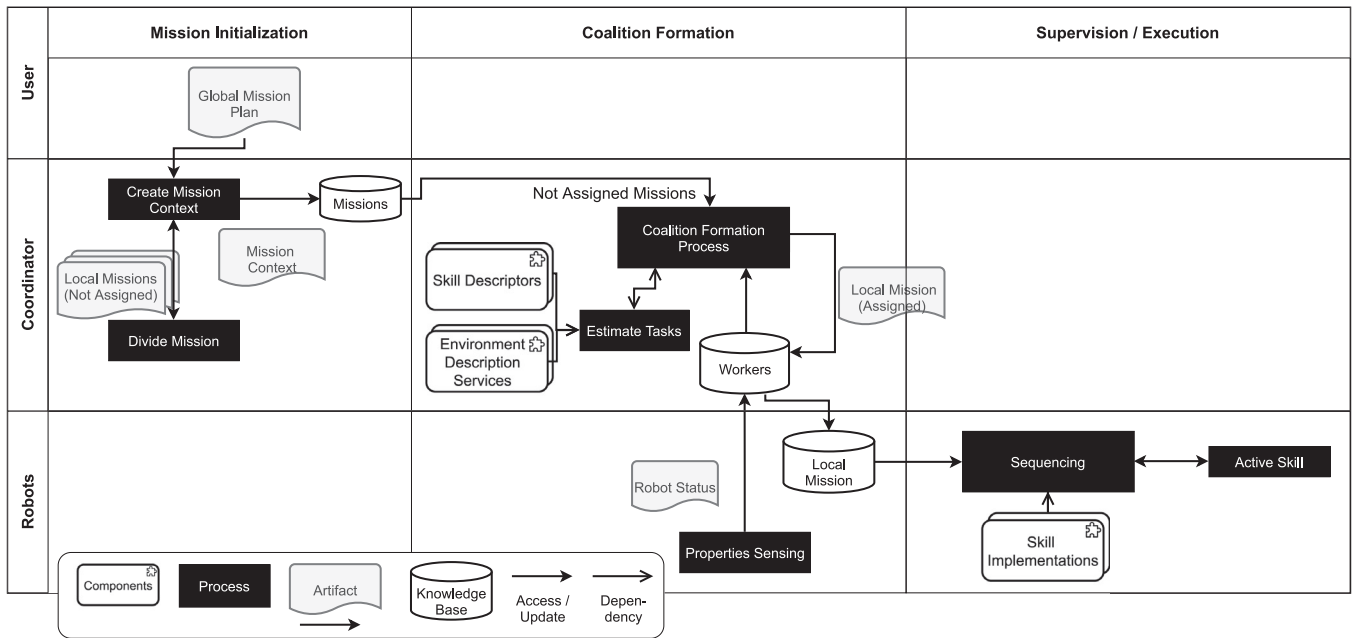 Mission Initialization
Coalition Formation
Supervision / Execution
User
Global Mission
Plan
Coordinator
Create Mission
Context
Missions
Not Assigned Missions
Coalition Formation
Process
Mission
Context
Local Missions
(Not Assigned)
Skill Descriptors
Local Mission
(Assigned)
Divide Mission
Estimate Tasks
Environment
Description
Services
Workers
Robots
Local
Mission
Sequencing
Active Skill
Robot Status
Properties Sensing
Skill
Implementations
Components
Process
Artifact
Knowledge
Base
Access /
Update
Depen-
dency